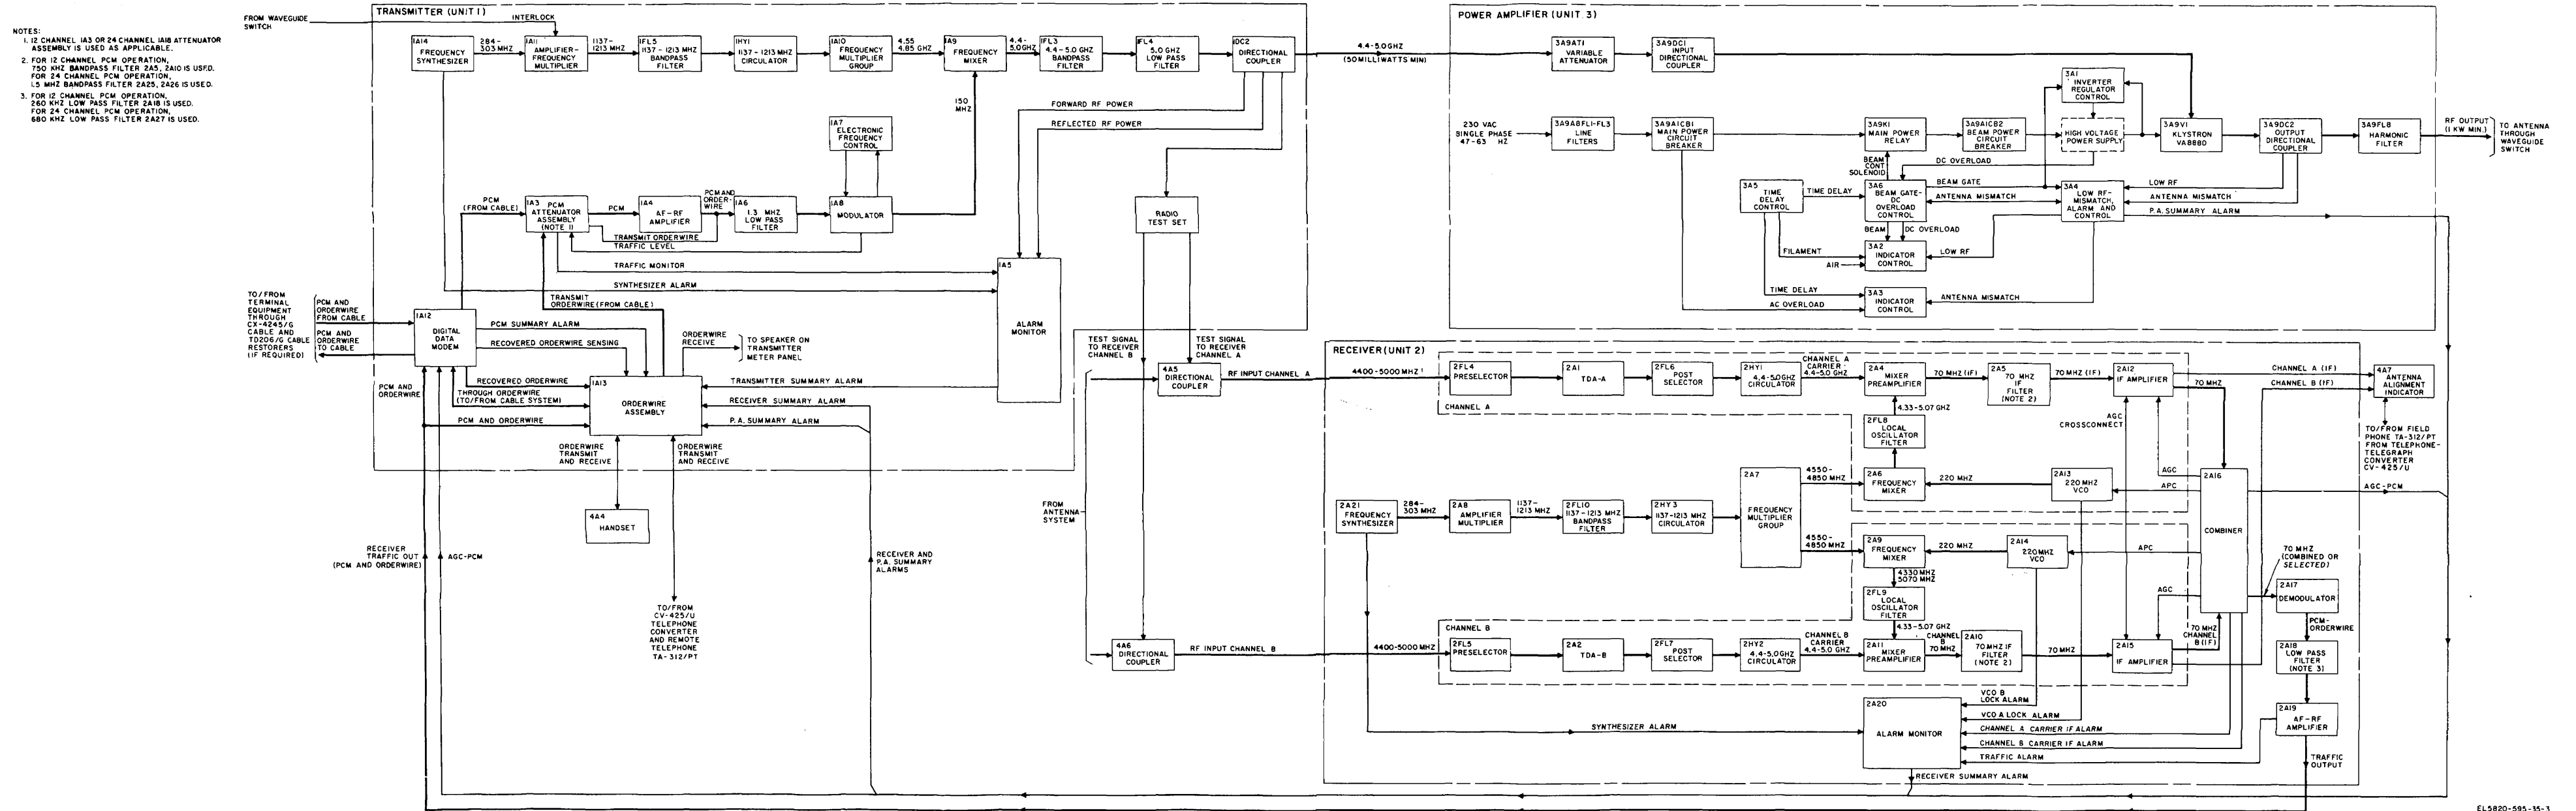 NOTES:
1. 12 CHANNEL 1A3 OR 24 CHANNEL 1A18 ATTENUATOR
ASSEMBLY IS USED AS APPLICABLE.
2. FOR 12 CHANNEL PCM OPERATION,
750 KHZ BANDPASS FILTER 2A5, 2A10 IS USED.
FOR 24 CHANNEL PCM OPERATION,
1.5 MHZ BANDPASS FILTER 2A25, 2A26 IS USED.
3. FOR 12 CHANNEL PCM OPERATION,
260 KHZ LOW PASS FILTER 2A18 IS USED.
FOR 24 CHANNEL PCM OPERATION,
680 KHZ LOW PASS FILTER 2A27 IS USED.
FROM WAVEGUIDE
SWITCH
INTERLOCK
TRANSMITTER (UNIT 1)
1A14
FREQUENCY
SYNTHESIZER
284-
303 MHZ
1A11
AMPLIFIER-
FREQUENCY
MULTIPLIER
1137-
1213 MHZ
1FL5
1137-1213 MHZ
BANDPASS
FILTER
1HY1
1137-1213 MHZ
CIRCULATOR
1A10
FREQUENCY
MULTIPLIER
GROUP
4.55
4.85 GHZ
1A9
FREQUENCY
MIXER
4.4-
5.0GHZ
1FL3
4.4-5.0 GHZ
BANDPASS
FILTER
1FL4
5.0 GHZ
LOW PASS
FILTER
1DC2
DIRECTIONAL
COUPLER
4.4-5.0GHZ
(50 MILLIWATTS MIN)
150
MHZ
FORWARD RF POWER
REFLECTED RF POWER
1A7
ELECTRONIC
FREQUENCY
CONTROL
PCM
(FROM CABLE)
1A3
PCM
ATTENUATOR
ASSEMBLY
(NOTE 1)
PCM
1A4
AF-RF
AMPLIFIER
PCM AND
ORDER-
WIRE
1A6
1.3 MHZ
LOW PASS
FILTER
1A8
MODULATOR
TRANSMIT ORDERWIRE
TRAFFIC LEVEL
RADIO
TEST SET
TRAFFIC MONITOR
SYNTHESIZER ALARM
1A5
ALARM
MONITOR
TRANSMIT
ORDERWIRE (FROM CABLE)
TO/FROM
TERMINAL
EQUIPMENT
THROUGH
CX-4245/G
CABLE AND
TD206/G CABLE
RESTORERS
(IF REQUIRED)
PCM AND
ORDERWIRE
FROM CABLE
PCM AND
ORDERWIRE
TO CABLE
1A12
DIGITAL
DATA
MODEM
PCM SUMMARY ALARM
RECOVERED ORDERWIRE SENSING
ORDERWIRE
RECEIVE
TO SPEAKER ON
TRANSMITTER
METER PANEL
RECOVERED ORDERWIRE
THROUGH ORDERWIRE
(TO/FROM CABLE SYSTEM)
PCM AND ORDERWIRE
PCM AND
ORDERWIRE
1A13
ORDERWIRE
ASSEMBLY
TRANSMITTER SUMMARY ALARM
RECEIVER SUMMARY ALARM
P.A. SUMMARY ALARM
ORDERWIRE
TRANSMIT
AND RECEIVE
ORDERWIRE
TRANSMIT
AND RECEIVE
4A4
HANDSET
RECEIVER
TRAFFIC OUT
(PCM AND ORDERWIRE)
AGC-PCM
RECEIVER AND
P.A. SUMMARY
ALARMS
TO/FROM
CV-425/U
TELEPHONE
CONVERTER
AND REMOTE
TELEPHONE
TA-312/PT
TEST SIGNAL
TO RECEIVER
CHANNEL B
TEST SIGNAL
TO RECEIVER
CHANNEL A
4A5
DIRECTIONAL
COUPLER
RF INPUT CHANNEL A
4400-5000 MHZ
FROM
ANTENNA
SYSTEM
4A6
DIRECTIONAL
COUPLER
RF INPUT CHANNEL B
4400-5000 MHZ
POWER AMPLIFIER (UNIT 3)
3A9AT1
VARIABLE
ATTENUATOR
3A9DC1
INPUT
DIRECTIONAL
COUPLER
3A1
INVERTER
REGULATOR
CONTROL
230 VAC
SINGLE PHASE
47-63 HZ
3A9A8FL1-FL3
LINE
FILTERS
3A9A1CB1
MAIN POWER
CIRCUIT
BREAKER
3A9K1
MAIN POWER
RELAY
3A9A1CB2
BEAM POWER
CIRCUIT
BREAKER
HIGH VOLTAGE
POWER SUPPLY
3A9V1
KLYSTRON
VA888D
3A9DC2
OUTPUT
DIRECTIONAL
COUPLER
3A9FL8
HARMONIC
FILTER
RF OUTPUT
(1 KW MIN.)
TO ANTENNA
THROUGH
WAVEGUIDE
SWITCH
BEAM
CONT
SOLENOID
DC OVERLOAD
3A5
TIME
DELAY
CONTROL
TIME DELAY
3A6
BEAM GATE-
DC
OVERLOAD
CONTROL
BEAM GATE
ANTENNA MISMATCH
3A4
LOW RF-
MISMATCH,
ALARM AND
CONTROL
LOW RF
ANTENNA MISMATCH
P.A. SUMMARY ALARM
BEAM
DC OVERLOAD
FILAMENT
AIR
3A2
INDICATOR
CONTROL
LOW RF
TIME DELAY
AC OVERLOAD
3A3
INDICATOR
CONTROL
ANTENNA MISMATCH
RECEIVER (UNIT 2)
2FL4
PRESELECTOR
2A1
TDA-A
2FL6
POST
SELECTOR
2HY1
4.4-5.0GHZ
CIRCULATOR
CHANNEL A
CARRIER
4.4-5.0 GHZ
2A4
MIXER
PREAMPLIFIER
70 MHZ (IF)
2A5
70 MHZ
IF
FILTER
(NOTE 2)
70 MHZ (IF)
2A12
IF AMPLIFIER
70 MHZ
CHANNEL A (IF)
CHANNEL B (IF)
4A7
ANTENNA
ALIGNMENT
INDICATOR
CHANNEL A
4.33-5.07 GHZ
2FL8
LOCAL
OSCILLATOR
FILTER
AGC
CROSSCONNECT
TO/FROM FIELD
PHONE TA-312/PT
FROM TELEPHONE-
TELEGRAPH
CONVERTER
CV-425/U
2A21
FREQUENCY
SYNTHESIZER
284-
303 MHZ
2A8
AMPLIFIER
MULTIPLIER
1137-
1213 MHZ
2FL10
1137-1213 MHZ
BANDPASS
FILTER
2HY3
1137-1213 MHZ
CIRCULATOR
2A7
FREQUENCY
MULTIPLIER
GROUP
4550-
4850 MHZ
2A6
FREQUENCY
MIXER
220 MHZ
2A13
220 MHZ
VCO
AGC
APC
2A16
COMBINER
AGC-PCM
4550-
4850 MHZ
2A9
FREQUENCY
MIXER
220 MHZ
2A14
220MHZ
VCO
APC
70 MHZ
(COMBINED OR
SELECTED)
4330 MHZ
5070 MHZ
2FL9
LOCAL
OSCILLATOR
FILTER
AGC
2A17
DEMODULATOR
PCM-
ORDERWIRE
CHANNEL B
4.33-5.07 GHZ
2FL5
PRESELECTOR
2A2
TDA-B
2FL7
POST
SELECTOR
2HY2
4.4-5.0GHZ
CIRCULATOR
CHANNEL B
CARRIER
4.4-5.0 GHZ
2A11
MIXER
PREAMPLIFIER
CHANNEL
B
70 MHZ
2A10
70 MHZ IF
FILTER
(NOTE 2)
70 MHZ
2A15
IF AMPLIFIER
70 MHZ
CHANNEL
B (IF)
2A18
LOW PASS
FILTER
(NOTE 3)
2A19
AF-RF
AMPLIFIER
VCO B
LOCK ALARM
2A20
ALARM MONITOR
SYNTHESIZER ALARM
VCO A LOCK ALARM
CHANNEL A CARRIER IF ALARM
CHANNEL B CARRIER IF ALARM
TRAFFIC ALARM
TRAFFIC
OUTPUT
RECEIVER SUMMARY ALARM
EL5820-595-35-3